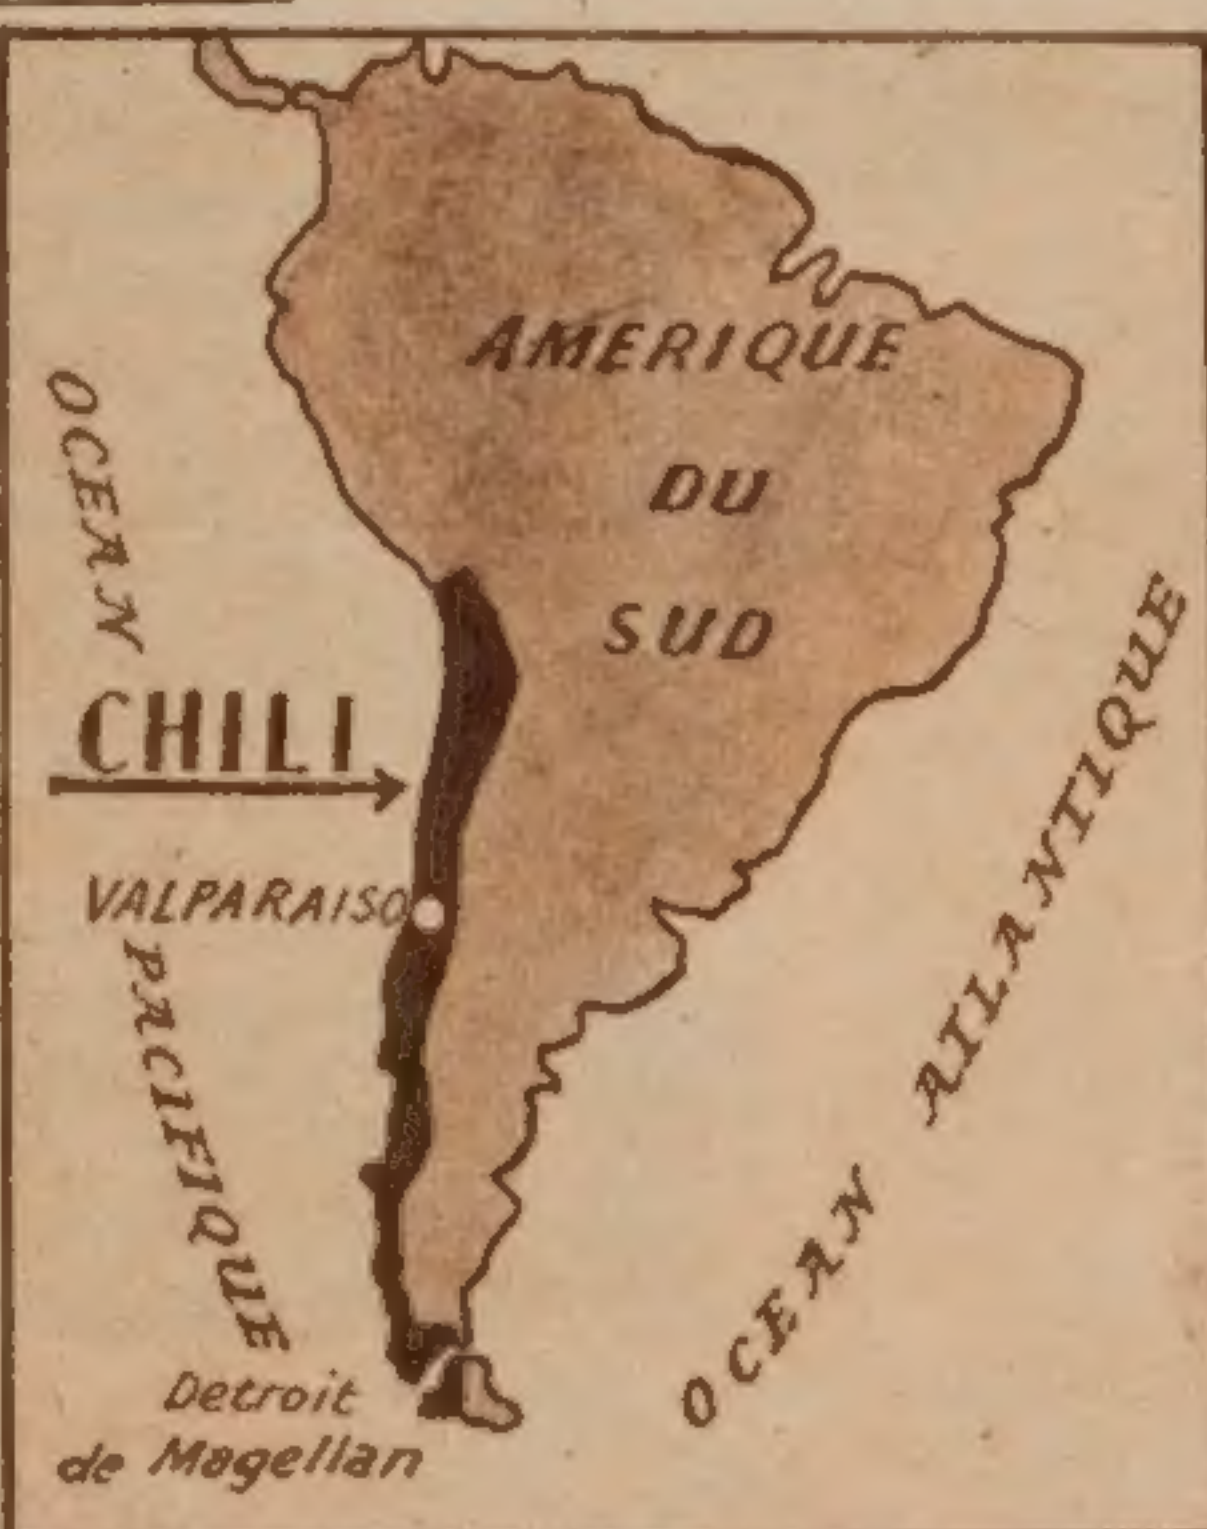 AMERIQUE
DU
SUD
OCEAN
CHILI
VALPARAISO
PACIFIQUE
Detroit
de Magellan
OCEAN ATLANTIQUE